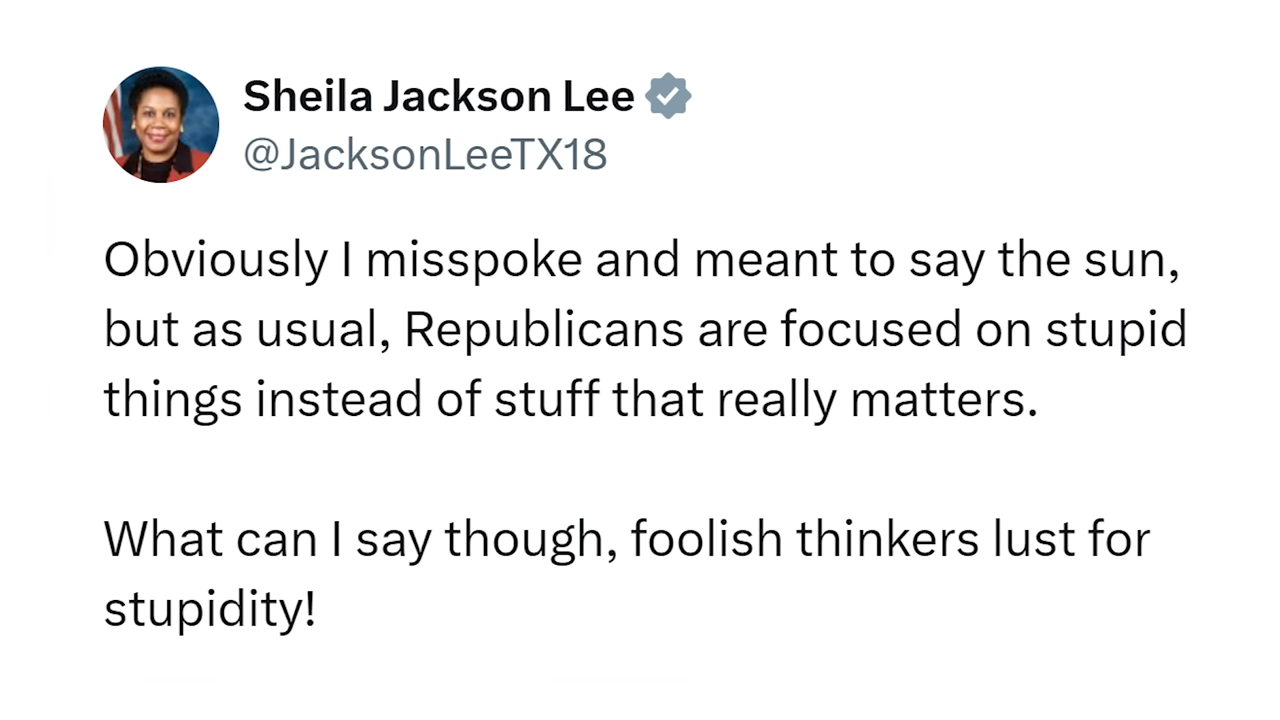 Sheila Jackson Lee
@JacksonLeeTX18
Obviously I misspoke and meant to say the sun,
but as usual, Republicans are focused on stupid
things instead of stuff that really matters.
What can I say though, foolish thinkers lust for
stupidity!